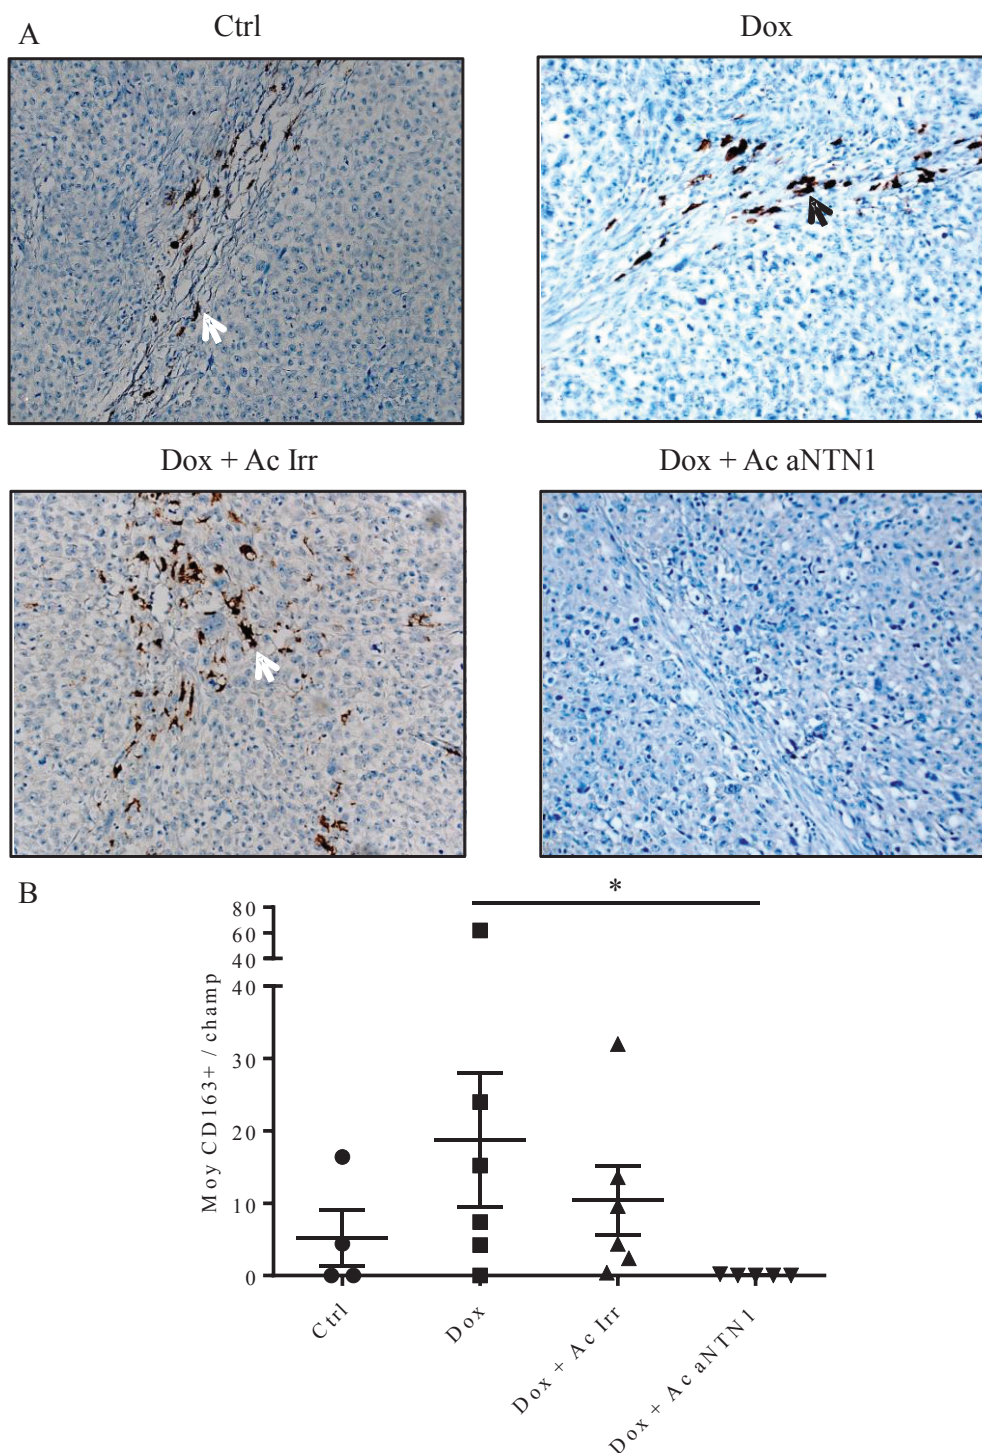 A
Ctrl
Dox
Dox + Ac Irr
Dox + Ac aNTN1
B
*
80
60
40
40
30
20
10
0
Moy CD163+ / champ
Ctrl
Dox
Dox + Ac Irr
Dox + Ac aNTN1